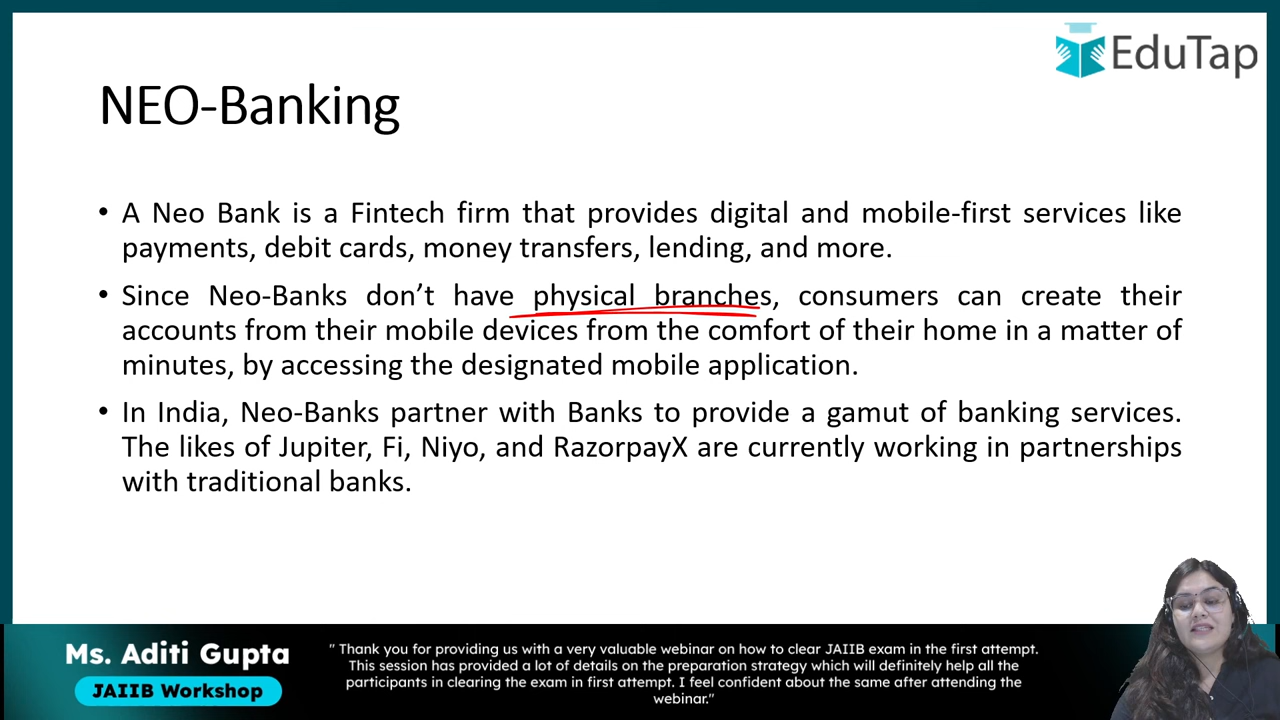 EduTap
NEO-Banking
• A Neo Bank is a Fintech firm that provides digital and mobile-first services like
payments, debit cards, money transfers, lending, and more.
• Since Neo-Banks don’t have physical branches, consumers can create their
accounts from their mobile devices from the comfort of their home in a matter of
minutes, by accessing the designated mobile application.
• In India, Neo-Banks partner with Banks to provide a gamut of banking services.
The likes of Jupiter, Fi, Niyo, and RazorpayX are currently working in partnerships
with traditional banks.
Ms. Aditi Gupta
JAIIB Workshop
" Thank you for providing us with a very valuable webinar on how to clear JAIIB exam in the first attempt.
This session has provided a lot of details on the preparation strategy which will definitely help all the
participants in clearing the exam in first attempt. I feel confident about the same after attending the
webinar."